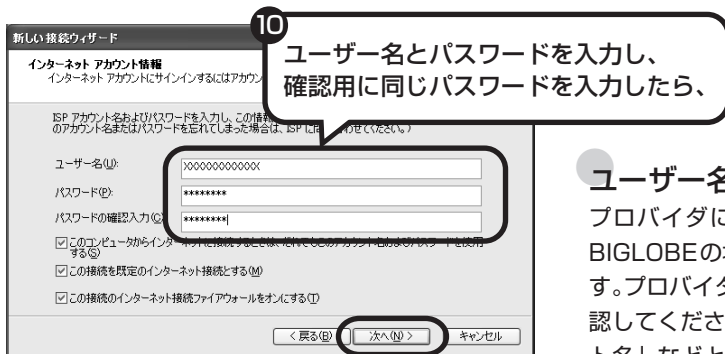 新しい接続ウィザード
インターネット アカウント情報
インターネット アカウントにサインインするにはアカウン
10
ユーザー名とパスワードを入力し、
確認用に同じパスワードを入力したら、
ISP アカウント名およびパスワードを入力し、この情報
のアカウント名またはパスワードを忘れてしまった場合は、ISP に問い合わせてください。)
ユーザー名(U): XXXXXXXXXXXX
パスワード(P): ********
パスワードの確認入力(C): ********
このコンピュータからインターネットに接続するときは、だれでもこのアカウント名およびパスワードを使用
する(S)
この接続を既定のインターネット接続とする(M)
この接続のインターネット接続ファイアウォールをオンにする(T)
< 戻る(B) 次へ(N) > キャンセル
ユーザー名
プロバイダに
BIGLOBEの
す。プロバイ
認してくださ